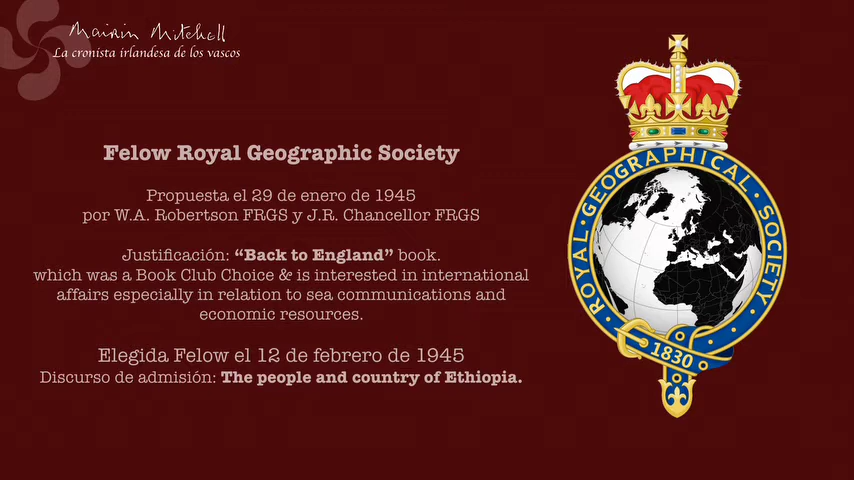 Mairin Mitchell
La cronista irlandesa de los vascos
Felow Royal Geographic Society
Propuesta el 29 de enero de 1945
por W.A. Robertson FRGS y J.R. Chancellor FRGS
Justificación: “Back to England” book.
which was a Book Club Choice & is interested in international
affairs especially in relation to sea communications and
economic resources.
Elegida Felow el 12 de febrero de 1945
Discurso de admisión: The people and country of Ethiopia.
ROYAL · GEOGRAPHICAL · SOCIETY ·
1830